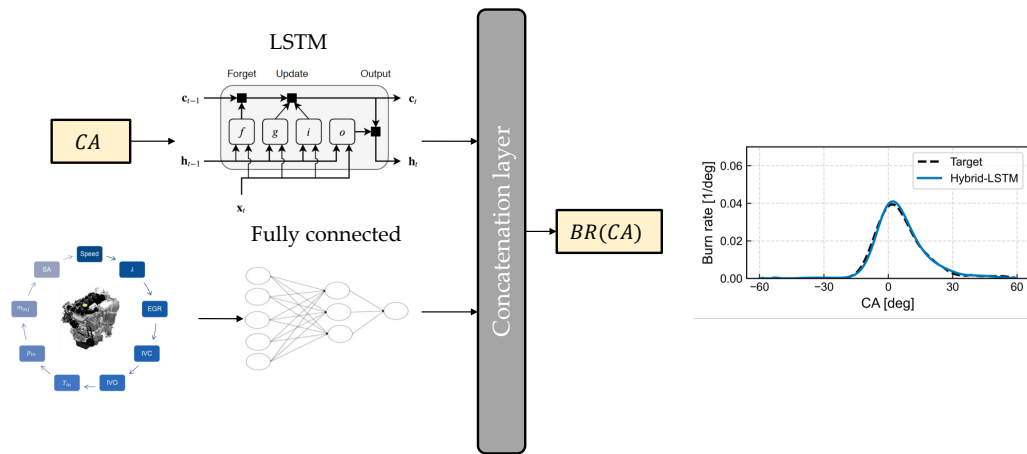 LSTM
Forget Update Output
c_{t−1} c_t
f g i o
h_{t−1} h_t
x_t
CA
Fully connected
Speed
λ
EGR
IVC
IVO
T_{in}
p_{in}
m_{inj}
SA
Concatenation layer
BR(CA)
Target
Hybrid-LSTM
Burn rate [1/deg]
0.06
0.04
0.02
0.00
−60 −30 0 30 60
CA [deg]